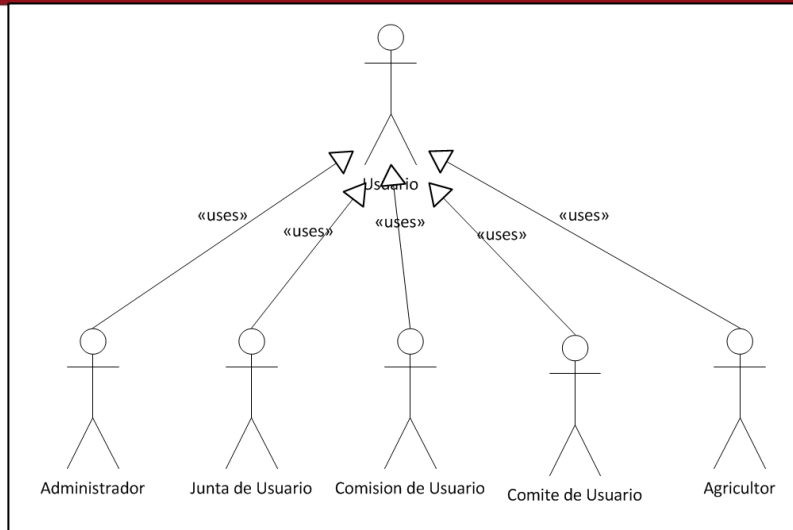 Usuario
«uses»
«uses»
«uses»
«uses»
«uses»
Administrador
Junta de Usuario
Comision de Usuario
Comite de Usuario
Agricultor